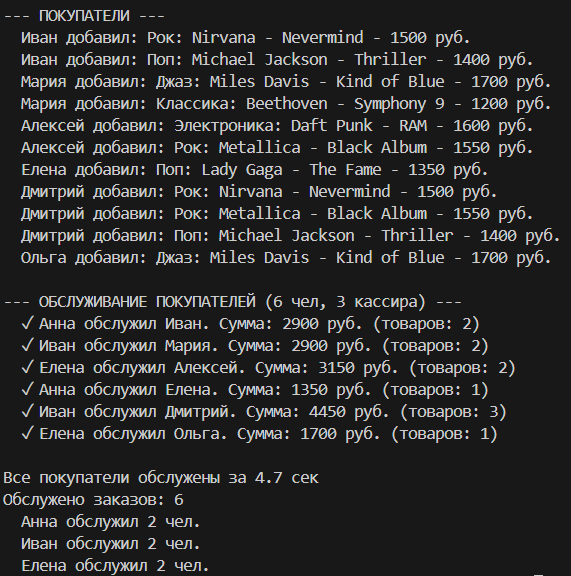 --- ПОКУПАТЕЛИ ---
Иван добавил: Рок: Nirvana - Nevermind - 1500 руб.
Иван добавил: Поп: Michael Jackson - Thriller - 1400 руб.
Мария добавил: Джаз: Miles Davis - Kind of Blue - 1700 руб.
Мария добавил: Классика: Beethoven - Symphony 9 - 1200 руб.
Алексей добавил: Электроника: Daft Punk - RAM - 1600 руб.
Алексей добавил: Рок: Metallica - Black Album - 1550 руб.
Елена добавил: Поп: Lady Gaga - The Fame - 1350 руб.
Дмитрий добавил: Рок: Nirvana - Nevermind - 1500 руб.
Дмитрий добавил: Рок: Metallica - Black Album - 1550 руб.
Дмитрий добавил: Поп: Michael Jackson - Thriller - 1400 руб.
Ольга добавил: Джаз: Miles Davis - Kind of Blue - 1700 руб.
--- ОБСЛУЖИВАНИЕ ПОКУПАТЕЛЕЙ (6 чел, 3 кассира) ---
✓ Анна обслужил Иван. Сумма: 2900 руб. (товаров: 2)
✓ Иван обслужил Мария. Сумма: 2900 руб. (товаров: 2)
✓ Елена обслужил Алексей. Сумма: 3150 руб. (товаров: 2)
✓ Анна обслужил Елена. Сумма: 1350 руб. (товаров: 1)
✓ Иван обслужил Дмитрий. Сумма: 4450 руб. (товаров: 3)
✓ Елена обслужил Ольга. Сумма: 1700 руб. (товаров: 1)
Все покупатели обслужены за 4.7 сек
Обслужено заказов: 6
Анна обслужил 2 чел.
Иван обслужил 2 чел.
Елена обслужил 2 чел.